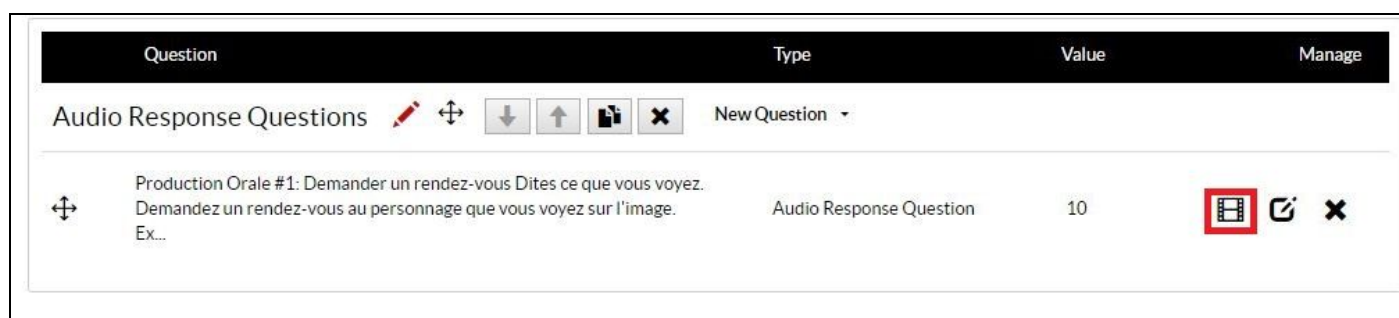 Question Type Value Manage
Audio Response Questions New Question
Production Orale #1: Demander un rendez-vous Dites ce que vous voyez.
Demandez un rendez-vous au personnage que vous voyez sur l'image.
Ex...
Audio Response Question 10